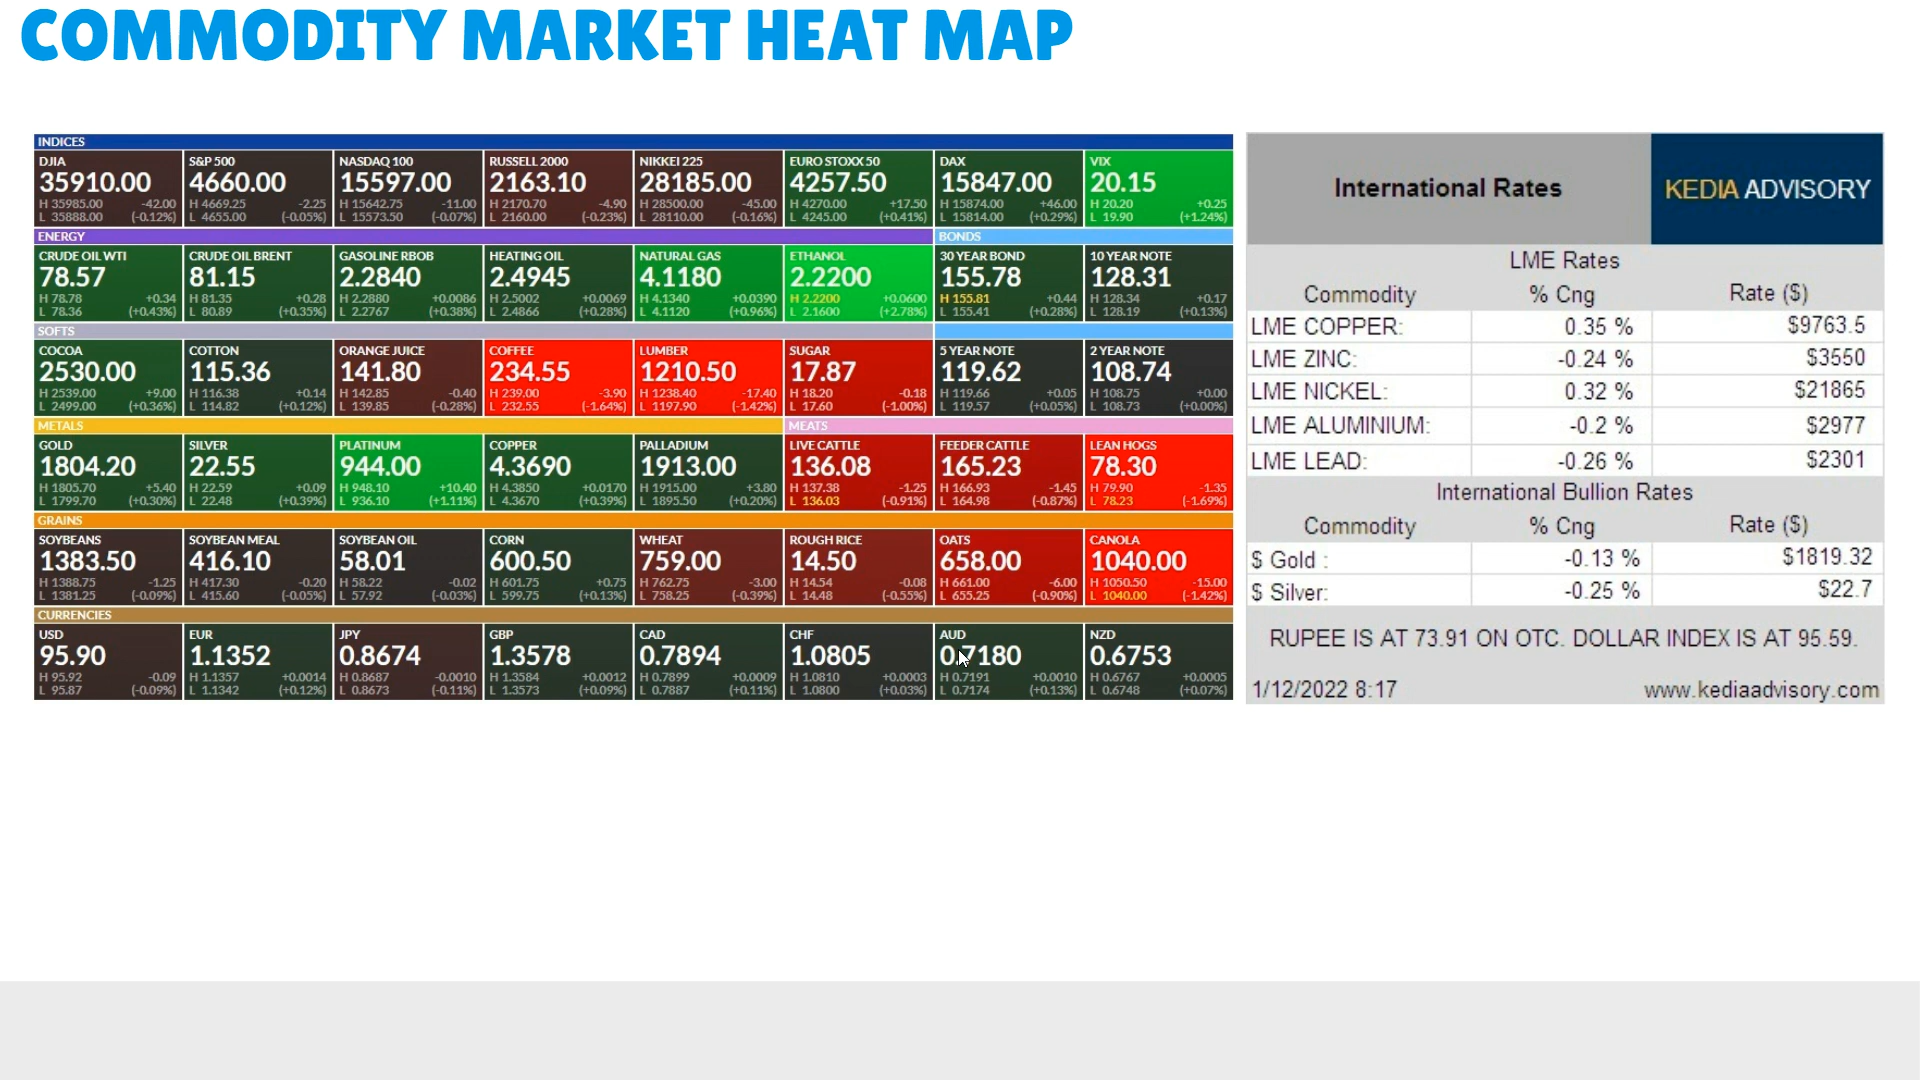 COMMODITY MARKET HEAT MAP
INDICES
DJIA
35910.00
H 35985.00 -42.00
L 35888.00 (-0.12%)
S&P 500
4660.00
H 4669.25 -2.25
L 4655.00 (-0.05%)
NASDAQ 100
15597.00
H 15642.75 -11.00
L 15573.50 (-0.07%)
RUSSELL 2000
2163.10
H 2170.70 -4.90
L 2160.00 (-0.23%)
NIKKEI 225
28185.00
H 28500.00 -45.00
L 28110.00 (-0.16%)
EURO STOXX 50
4257.50
H 4270.00 +17.50
L 4245.00 (+0.41%)
DAX
15847.00
H 15874.00 +46.00
L 15814.00 (+0.29%)
VIX
20.15
H 20.20 +0.25
L 19.90 (+1.24%)
ENERGY
BONDS
CRUDE OIL WTI
78.57
H 78.78 +0.34
L 78.36 (+0.43%)
CRUDE OIL BRENT
81.15
H 81.35 +0.28
L 80.89 (+0.35%)
GASOLINE RBOB
2.2840
H 2.2880 +0.0086
L 2.2767 (+0.38%)
HEATING OIL
2.4945
H 2.5002 +0.0069
L 2.4866 (+0.28%)
NATURAL GAS
4.1180
H 4.1340 +0.0390
L 4.1120 (+0.96%)
ETHANOL
2.2200
H 2.2200 +0.0600
L 2.1600 (+2.78%)
30 YEAR BOND
155.78
H 155.81 +0.44
L 155.41 (+0.28%)
10 YEAR NOTE
128.31
H 128.34 +0.17
L 128.19 (+0.13%)
SOFTS
COCOA
2530.00
H 2539.00 +9.00
L 2499.00 (+0.36%)
COTTON
115.36
H 116.38 +0.14
L 114.82 (+0.12%)
ORANGE JUICE
141.80
H 142.85 -0.40
L 139.85 (-0.28%)
COFFEE
234.55
H 239.00 -3.90
L 232.55 (-1.64%)
LUMBER
1210.50
H 1238.40 -17.40
L 1197.90 (-1.42%)
SUGAR
17.87
H 18.20 -0.18
L 17.60 (-1.00%)
5 YEAR NOTE
119.62
H 119.66 +0.05
L 119.57 (+0.05%)
2 YEAR NOTE
108.74
H 108.75 +0.00
L 108.73 (+0.00%)
METALS
MEATS
GOLD
1804.20
H 1805.70 +5.40
L 1799.70 (+0.30%)
SILVER
22.55
H 22.59 +0.09
L 22.48 (+0.39%)
PLATINUM
944.00
H 948.10 +10.40
L 936.10 (+1.11%)
COPPER
4.3690
H 4.3850 +0.0170
L 4.3670 (+0.39%)
PALLADIUM
1913.00
H 1915.00 +3.80
L 1895.50 (+0.20%)
LIVE CATTLE
136.08
H 137.38 -1.25
L 136.03 (-0.91%)
FEEDER CATTLE
165.23
H 166.93 -1.45
L 164.98 (-0.87%)
LEAN HOGS
78.30
H 79.90 -1.35
L 78.23 (-1.69%)
GRAINS
SOYBEANS
1383.50
H 1388.75 -1.25
L 1381.25 (-0.09%)
SOYBEAN MEAL
416.10
H 417.30 -0.20
L 415.60 (-0.05%)
SOYBEAN OIL
58.01
H 58.22 -0.02
L 57.92 (-0.03%)
CORN
600.50
H 601.75 +0.75
L 599.75 (+0.13%)
WHEAT
759.00
H 762.75 -3.00
L 758.25 (-0.39%)
ROUGH RICE
14.50
H 14.54 -0.08
L 14.48 (-0.55%)
OATS
658.00
H 661.00 -6.00
L 655.25 (-0.90%)
CANOLA
1040.00
H 1050.50 -15.00
L 1040.00 (-1.42%)
CURRENCIES
USD
95.90
H 95.92 -0.09
L 95.87 (-0.09%)
EUR
1.1352
H 1.1357 +0.0014
L 1.1342 (+0.12%)
JPY
0.8674
H 0.8687 -0.0010
L 0.8673 (-0.11%)
GBP
1.3578
H 1.3584 +0.0012
L 1.3573 (+0.09%)
CAD
0.7894
H 0.7899 +0.0009
L 0.7887 (+0.11%)
CHF
1.0805
H 1.0810 +0.0003
L 1.0800 (+0.03%)
AUD
0.7180
H 0.7191 +0.0010
L 0.7174 (+0.13%)
NZD
0.6753
H 0.6767 +0.0005
L 0.6748 (+0.07%)
International Rates
KEDIA ADVISORY
LME Rates
Commodity % Cng Rate ($)
LME COPPER: 0.35 % $9763.5
LME ZINC: -0.24 % $3550
LME NICKEL: 0.32 % $21865
LME ALUMINIUM: -0.2 % $2977
LME LEAD: -0.26 % $2301
International Bullion Rates
Commodity % Cng Rate ($)
$ Gold : -0.13 % $1819.32
$ Silver: -0.25 % $22.7
RUPEE IS AT 73.91 ON OTC. DOLLAR INDEX IS AT 95.59.
1/12/2022 8:17 www.kediaadvisory.com